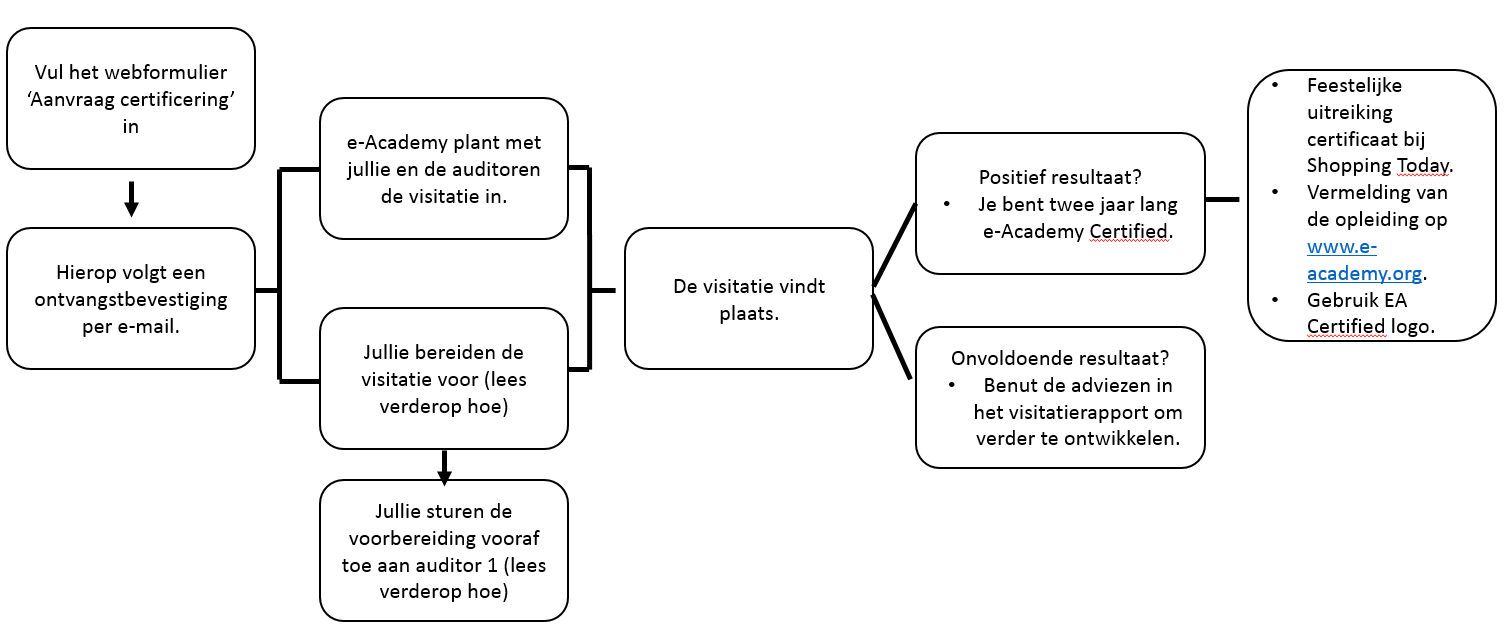 Vul het webformulier
‘Aanvraag certificering’
in
Hierop volgt een
ontvangstbevestiging
per e-mail.
e-Academy plant met
jullie en de auditoren
de visitatie in.
Jullie bereiden de
visitatie voor (lees
verderop hoe)
Jullie sturen de
voorbereiding vooraf
toe aan auditor 1 (lees
verderop hoe)
De visitatie vindt
plaats.
Positief resultaat?
• Je bent twee jaar lang
e-Academy Certified.
Onvoldoende resultaat?
• Benut de adviezen in
het visitatierapport om
verder te ontwikkelen.
• Feestelijke
uitreiking
certificaat bij
Shopping Today.
• Vermelding van
de opleiding op
www.e-
academy.org.
• Gebruik EA
Certified logo.